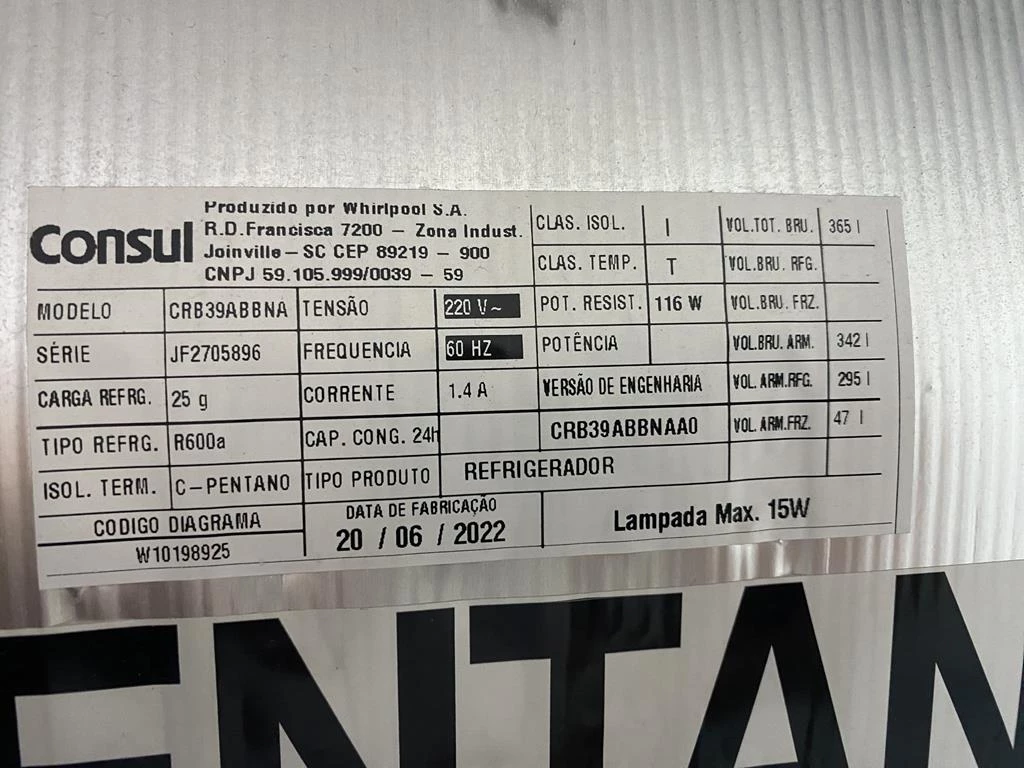 Consul
Produzido por Whirlpool S.A.
R.D.Francisca 7200 – Zona Indust.
Joinville – SC CEP 89219 – 900
CNPJ 59.105.999/0039 – 59
CLAS. ISOL. I VOL.TOT. BRU. 365 l
CLAS. TEMP. T VOL.BRU. RFG.
MODELO CRB39ABBNA TENSÃO 220 V~ POT. RESIST. 116 W VOL.BRU. FRZ.
SÉRIE JF2705896 FREQUENCIA 60 HZ POTÊNCIA VOL.BRU. ARM. 342 l
CARGA REFRG. 25 g CORRENTE 1.4 A VERSÃO DE ENGENHARIA VOL. ARM.RFG. 295 l
TIPO REFRG. R600a CAP. CONG. 24h CRB39ABBNAA0 VOL. ARM.FRZ. 47 l
ISOL. TERM. C–PENTANO TIPO PRODUTO REFRIGERADOR
CODIGO DIAGRAMA DATA DE FABRICAÇÃO Lampada Max. 15W
W10198925 20 / 06 / 2022
ENTAN